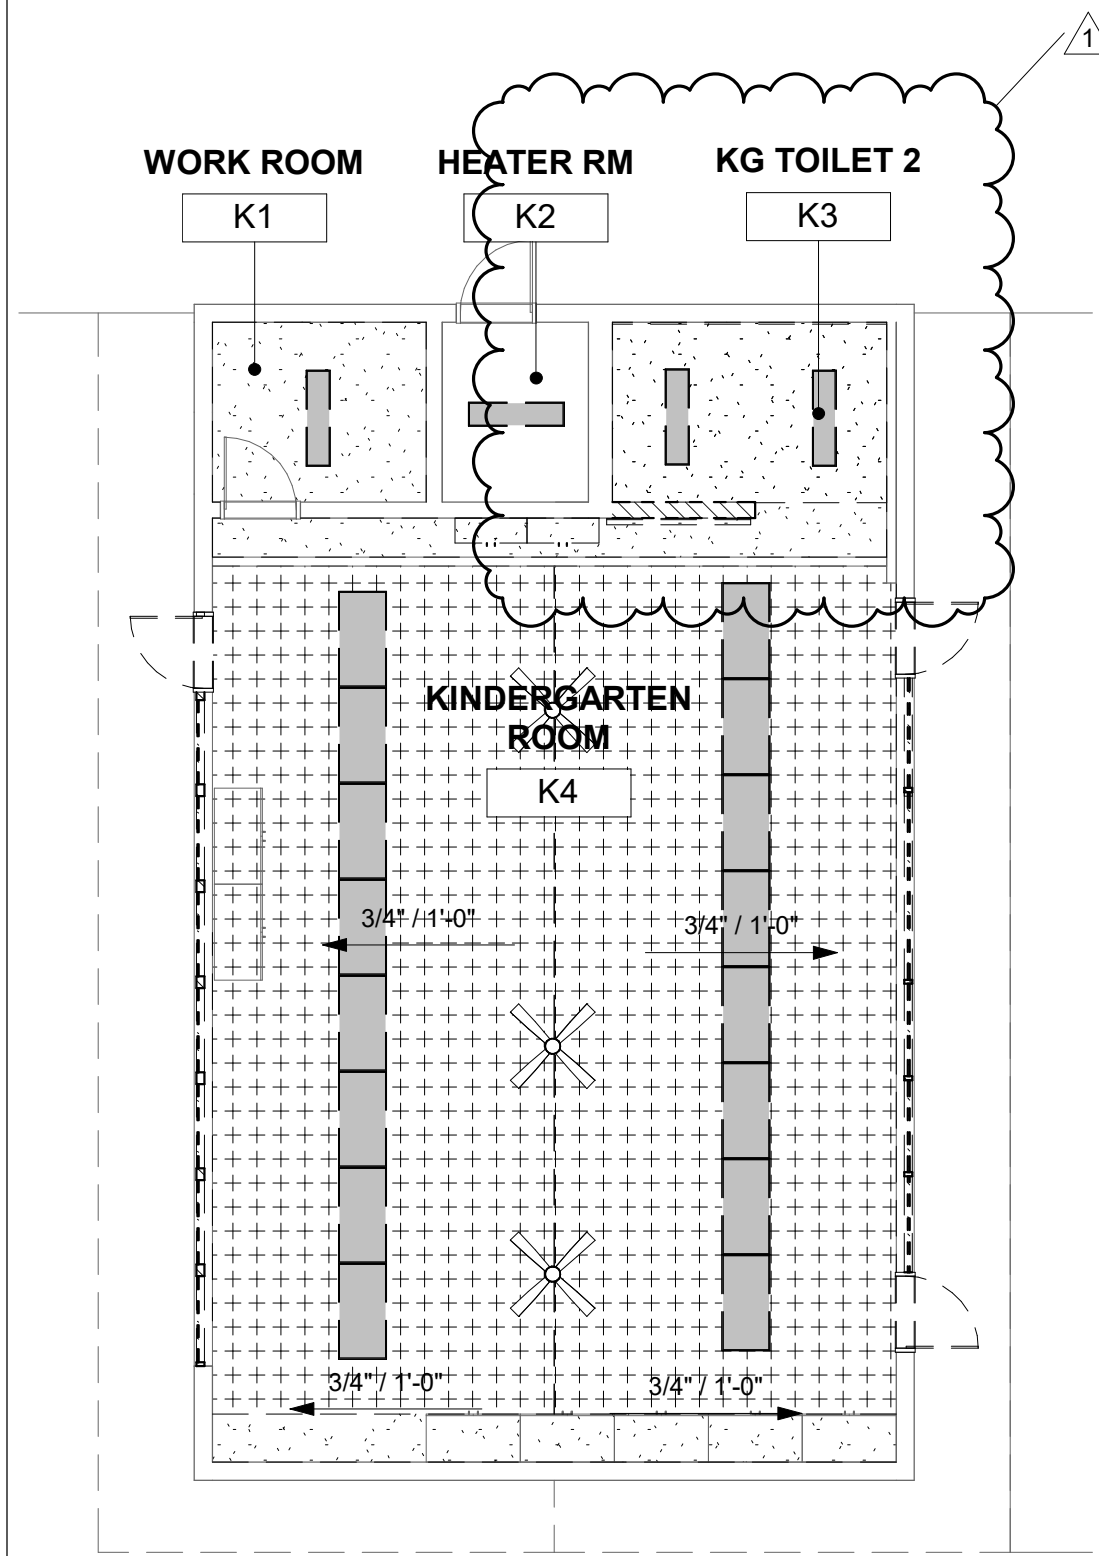 1
WORK ROOM
HEATER RM
KG TOILET 2
K1
K2
K3
KINDERGARTEN
ROOM
K4
3/4" / 1'-0"
3/4" / 1'-0"
3/4" / 1'-0"
3/4" / 1'-0"